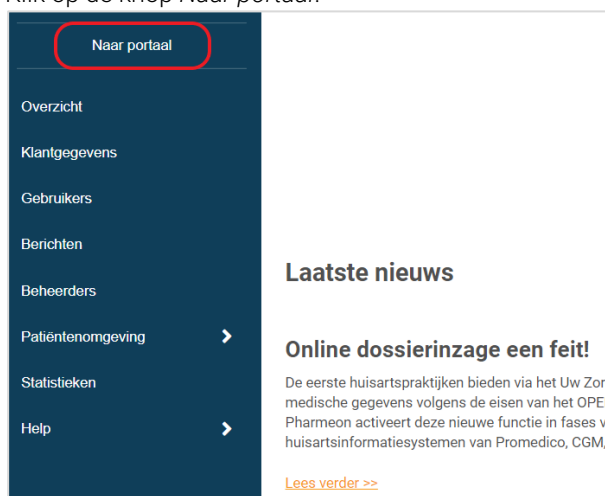 Klik op de knop Naar portaal.
Naar portaal
Overzicht
Klantgegevens
Gebruikers
Berichten
Beheerders
Patiëntenomgeving
Statistieken
Help
Laatste nieuws
Online dossierinzage een feit!
De eerste huisartspraktijken bieden via het Uw Zor
medische gegevens volgens de eisen van het OPE
Pharmeon activeert deze nieuwe functie in fases v
huisartsinformatiesystemen van Promedico, CGM,
Lees verder >>